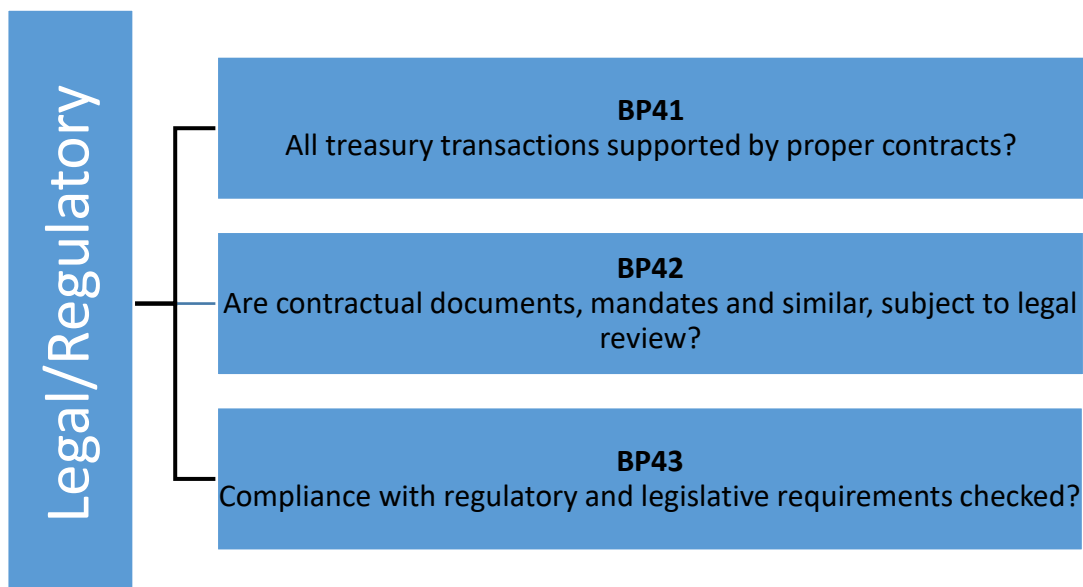 Legal/Regulatory
BP41
All treasury transactions supported by proper contracts?
BP42
Are contractual documents, mandates and similar, subject to legal
review?
BP43
Compliance with regulatory and legislative requirements checked?